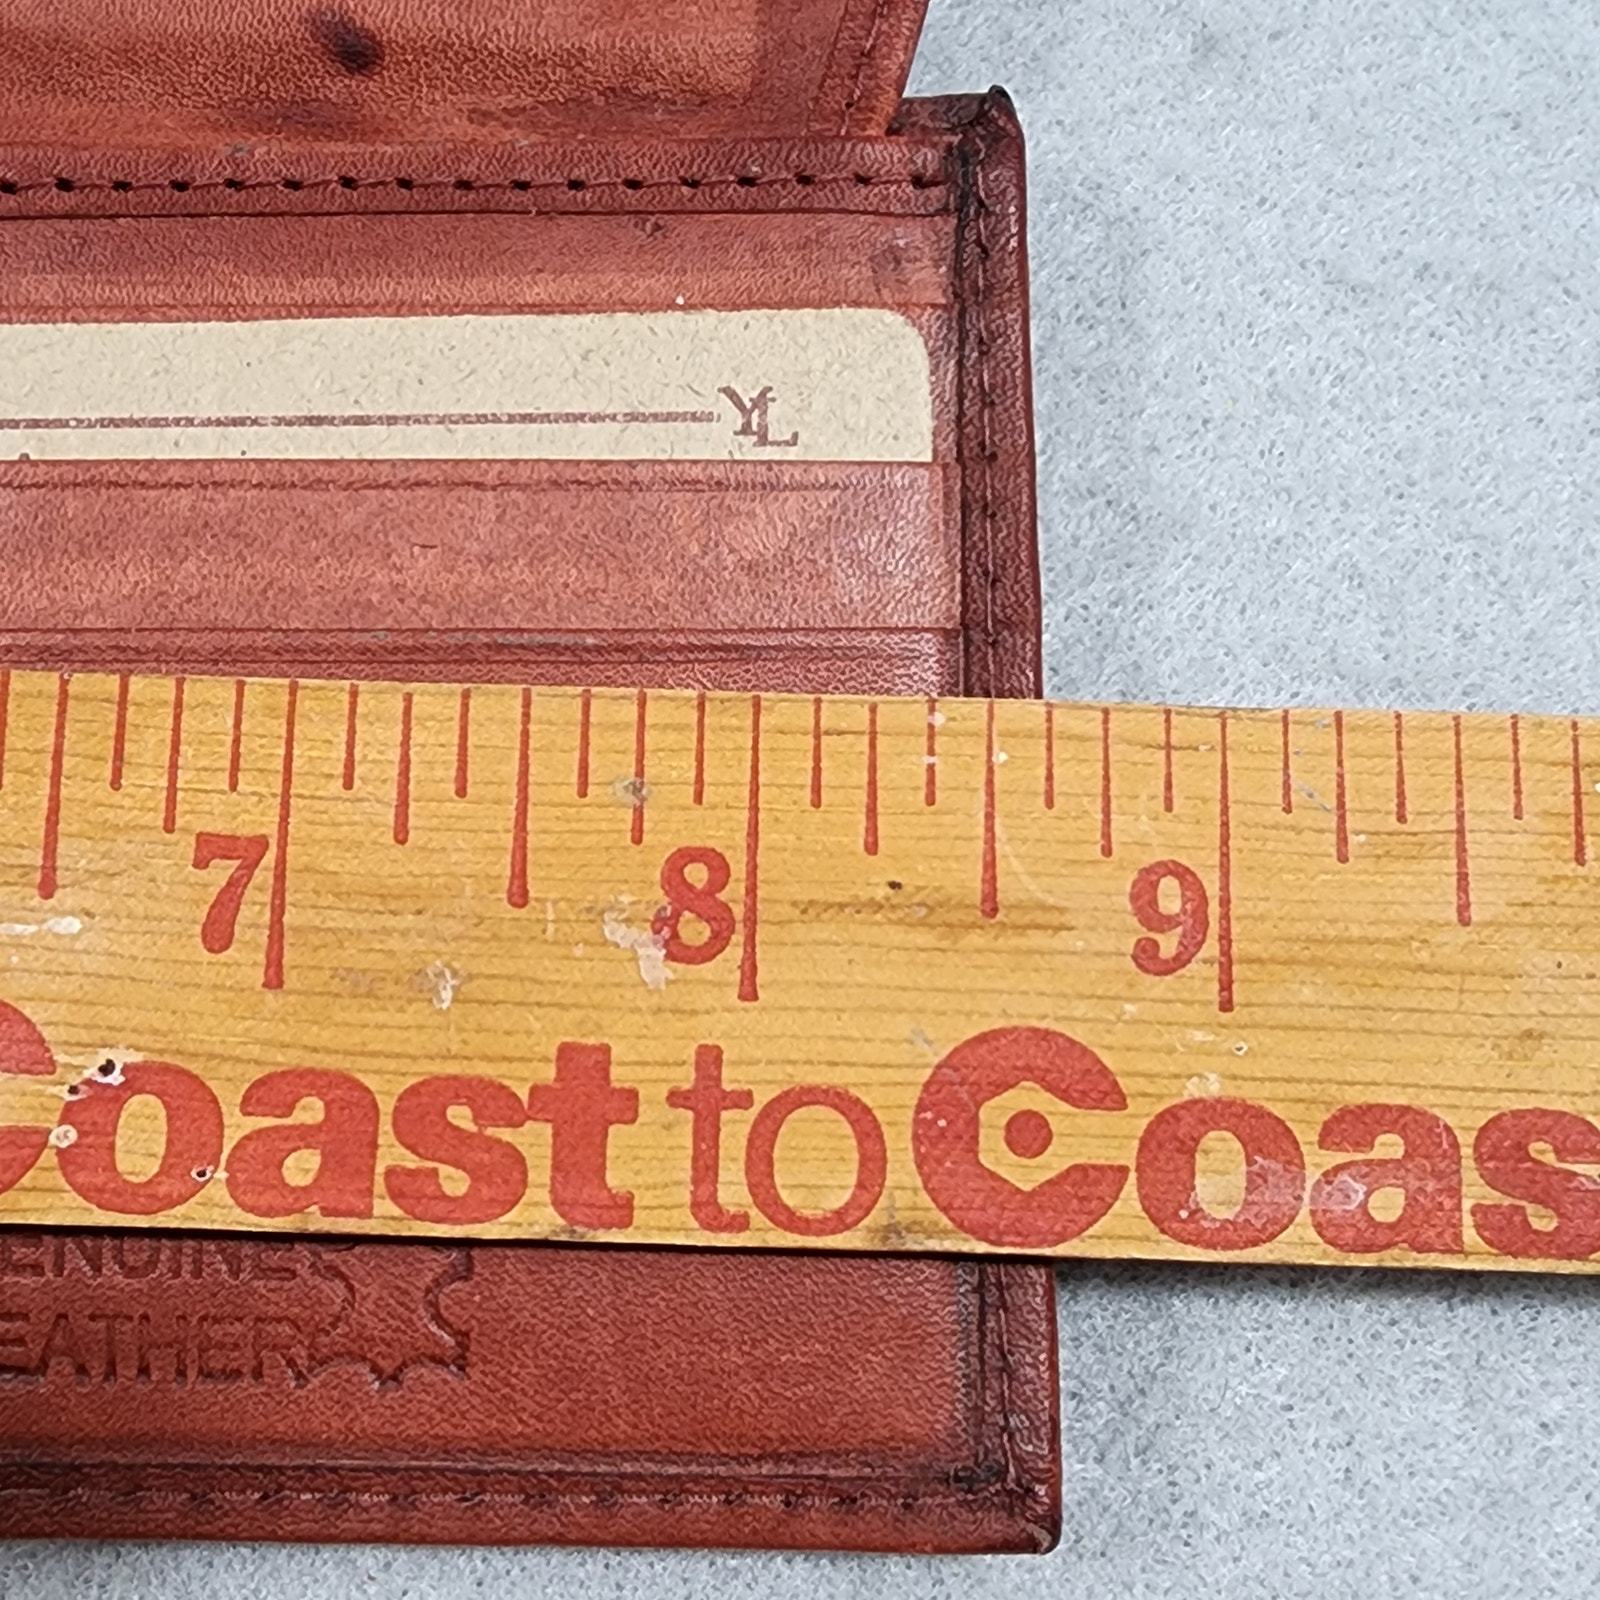 YL
7 8 9
Coast to Coas
ENUINE
EATHER